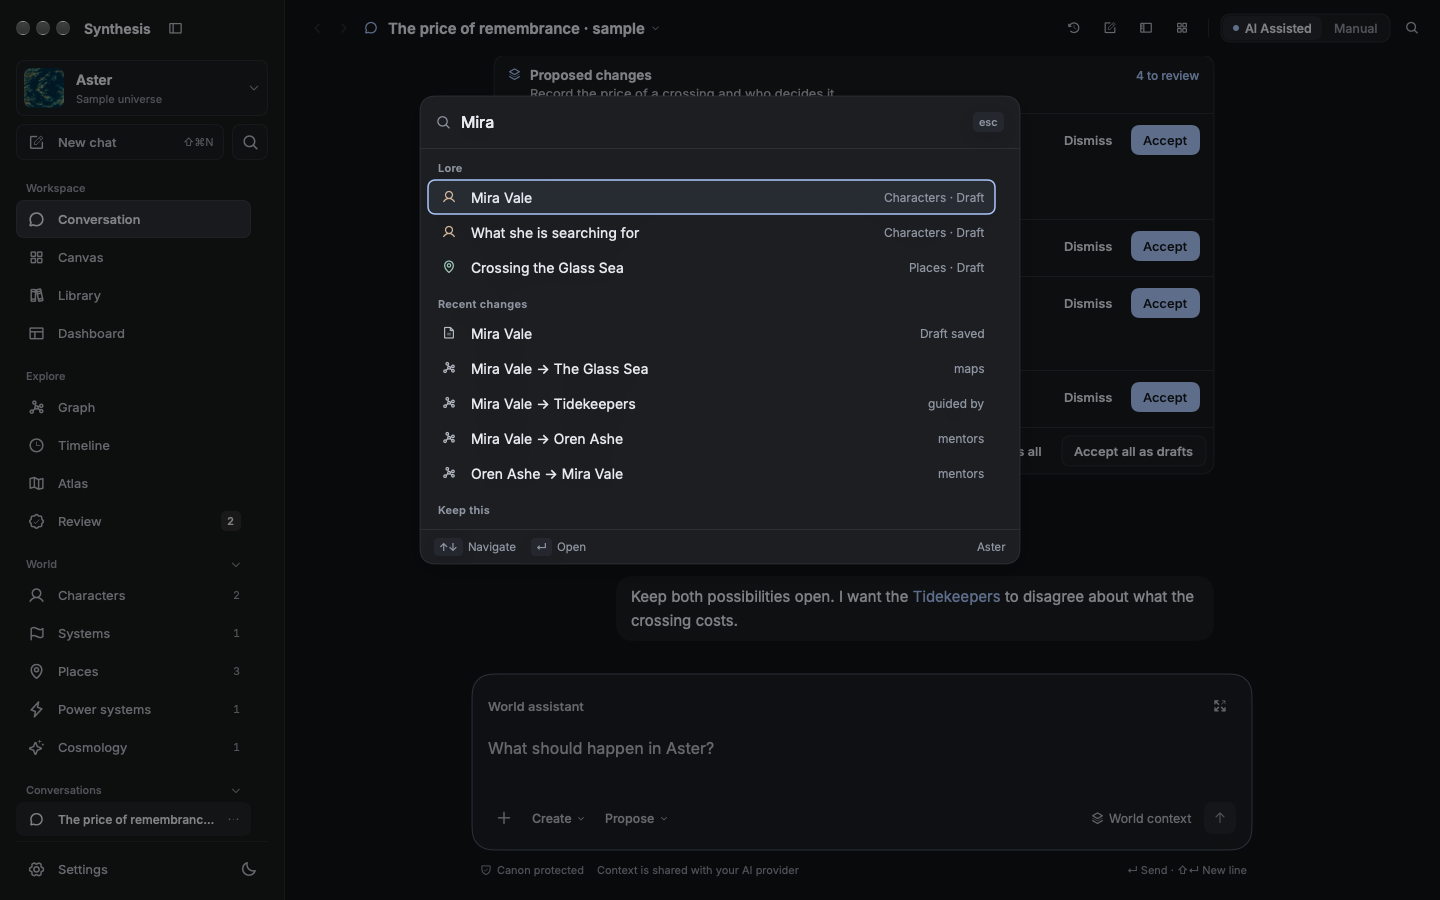 Synthesis
Aster
Sample universe
New chat ⇧⌘N
Workspace
Conversation
Canvas
Library
Dashboard
Explore
Graph
Timeline
Atlas
Review 2
World
Characters 2
Systems 1
Places 3
Power systems 1
Cosmology 1
Conversations
The price of remembranc... ···
Settings
The price of remembrance · sample
AI Assisted Manual
Proposed changes 4 to review
Record the price of a crossing and who decides it
Dismiss Accept
Dismiss Accept
Dismiss Accept
Dismiss Accept
s all Accept all as drafts
Mira esc
Lore
Mira Vale Characters · Draft
What she is searching for Characters · Draft
Crossing the Glass Sea Places · Draft
Recent changes
Mira Vale Draft saved
Mira Vale → The Glass Sea maps
Mira Vale → Tidekeepers guided by
Mira Vale → Oren Ashe mentors
Oren Ashe → Mira Vale mentors
Keep this
↑↓ Navigate ↵ Open Aster
Keep both possibilities open. I want the Tidekeepers to disagree about what the
crossing costs.
World assistant
What should happen in Aster?
Create Propose World context
Canon protected Context is shared with your AI provider ↵ Send · ⇧↵ New line